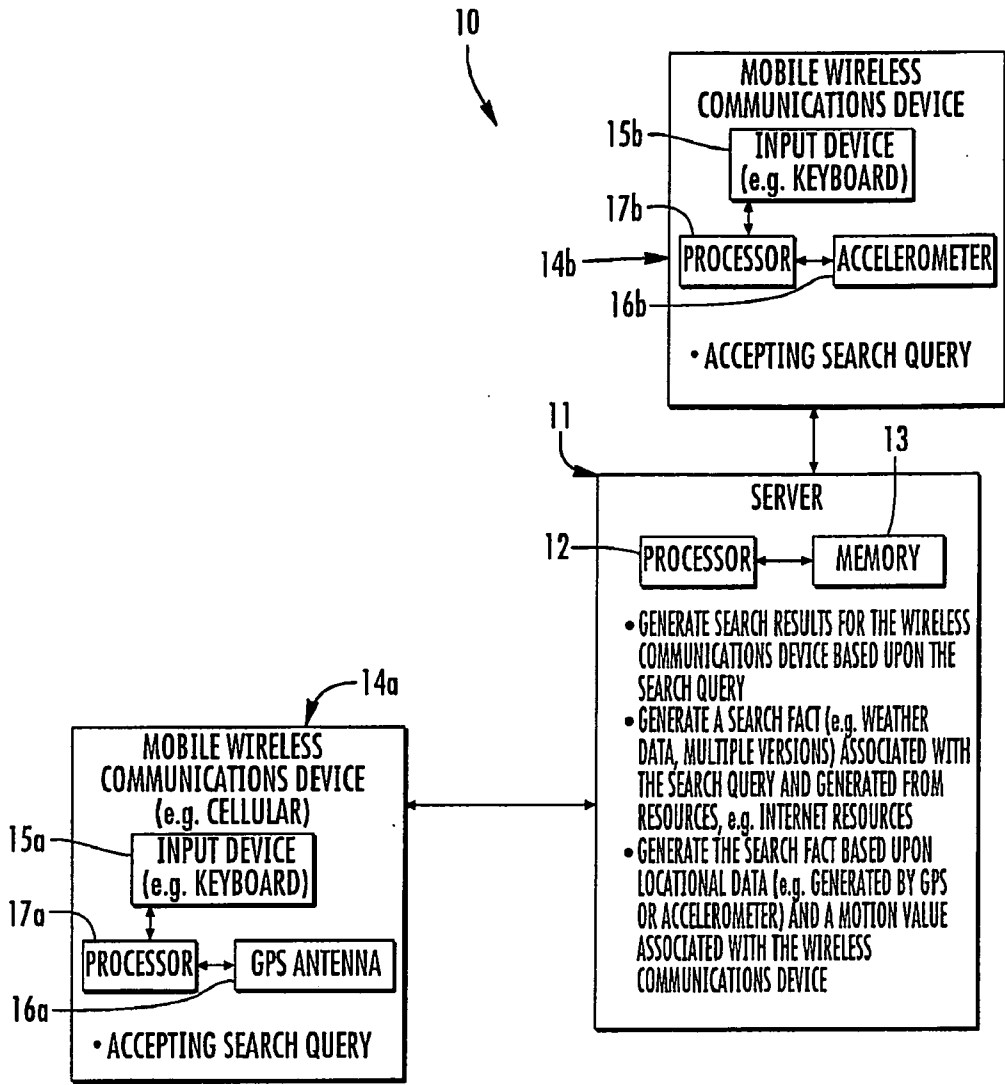 10
MOBILE WIRELESS
COMMUNICATIONS DEVICE
15b
INPUT DEVICE
(e.g. KEYBOARD)
17b
PROCESSOR
ACCELEROMETER
14b
16b
• ACCEPTING SEARCH QUERY
11
13
SERVER
12
PROCESSOR
MEMORY
• GENERATE SEARCH RESULTS FOR THE WIRELESS
COMMUNICATIONS DEVICE BASED UPON THE
SEARCH QUERY
• GENERATE A SEARCH FACT (e.g. WEATHER
DATA, MULTIPLE VERSIONS) ASSOCIATED WITH
THE SEARCH QUERY AND GENERATED FROM
RESOURCES, e.g. INTERNET RESOURCES
• GENERATE THE SEARCH FACT BASED UPON
LOCATIONAL DATA (e.g. GENERATED BY GPS
OR ACCELEROMETER) AND A MOTION VALUE
ASSOCIATED WITH THE WIRELESS
COMMUNICATIONS DEVICE
14a
MOBILE WIRELESS
COMMUNICATIONS DEVICE
(e.g. CELLULAR)
15a
INPUT DEVICE
(e.g. KEYBOARD)
17a
PROCESSOR
GPS ANTENNA
16a
• ACCEPTING SEARCH QUERY